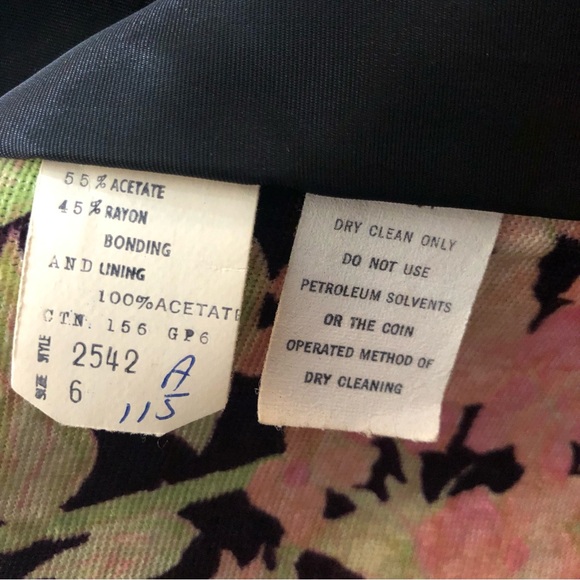 55% ACETATE
45% RAYON
BONDING
AND LINING
100% ACETATE
CTN. 156 GP6
STYLE 2542
SIZE 6
A
115
DRY CLEAN ONLY
DO NOT USE
PETROLEUM SOLVENTS
OR THE COIN
OPERATED METHOD OF
DRY CLEANING